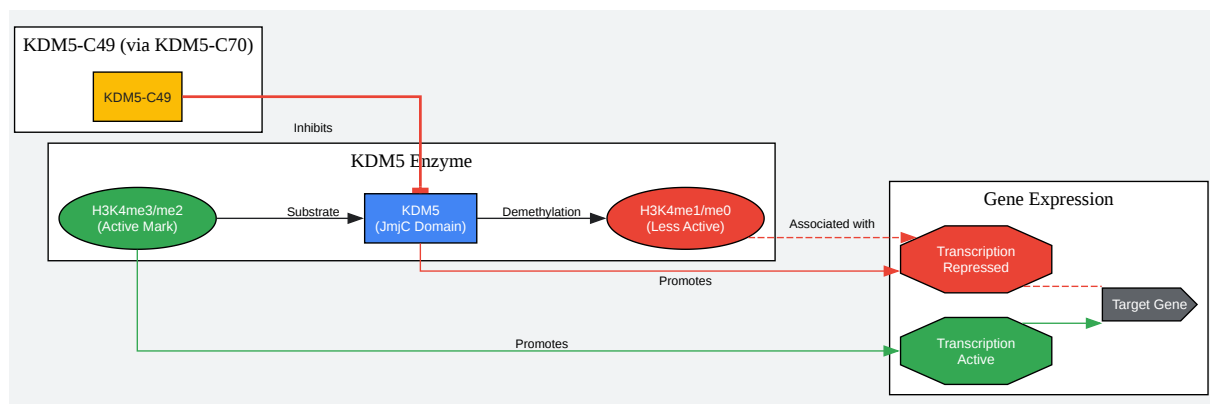 KDM5-C49 (via KDM5-C70)
KDM5-C49
Inhibits
KDM5 Enzyme
H3K4me3/me2
(Active Mark)
Substrate
KDM5
(JmjC Domain)
Demethylation
H3K4me1/me0
(Less Active)
Associated with
Promotes
Promotes
Gene Expression
Transcription
Repressed
Target Gene
Transcription
Active